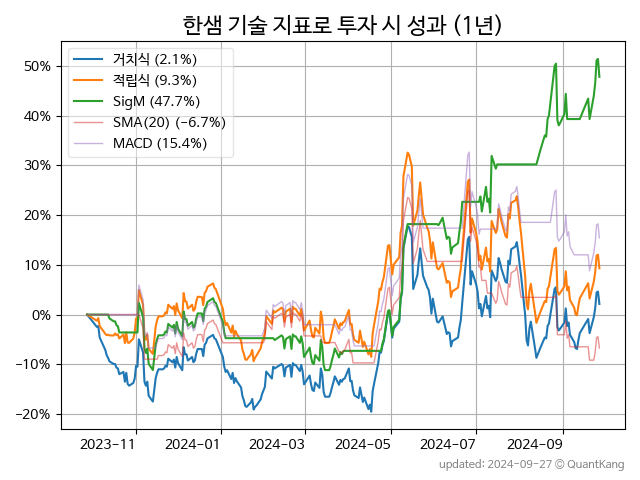 한샘 기술 지표로 투자 시 성과 (1년)
거치식 (2.1%)
적립식 (9.3%)
SigM (47.7%)
SMA(20) (-6.7%)
MACD (15.4%)
50%
40%
30%
20%
10%
0%
-10%
-20%
2023-11 2024-01 2024-03 2024-05 2024-07 2024-09
updated: 2024-09-27 © QuantKang